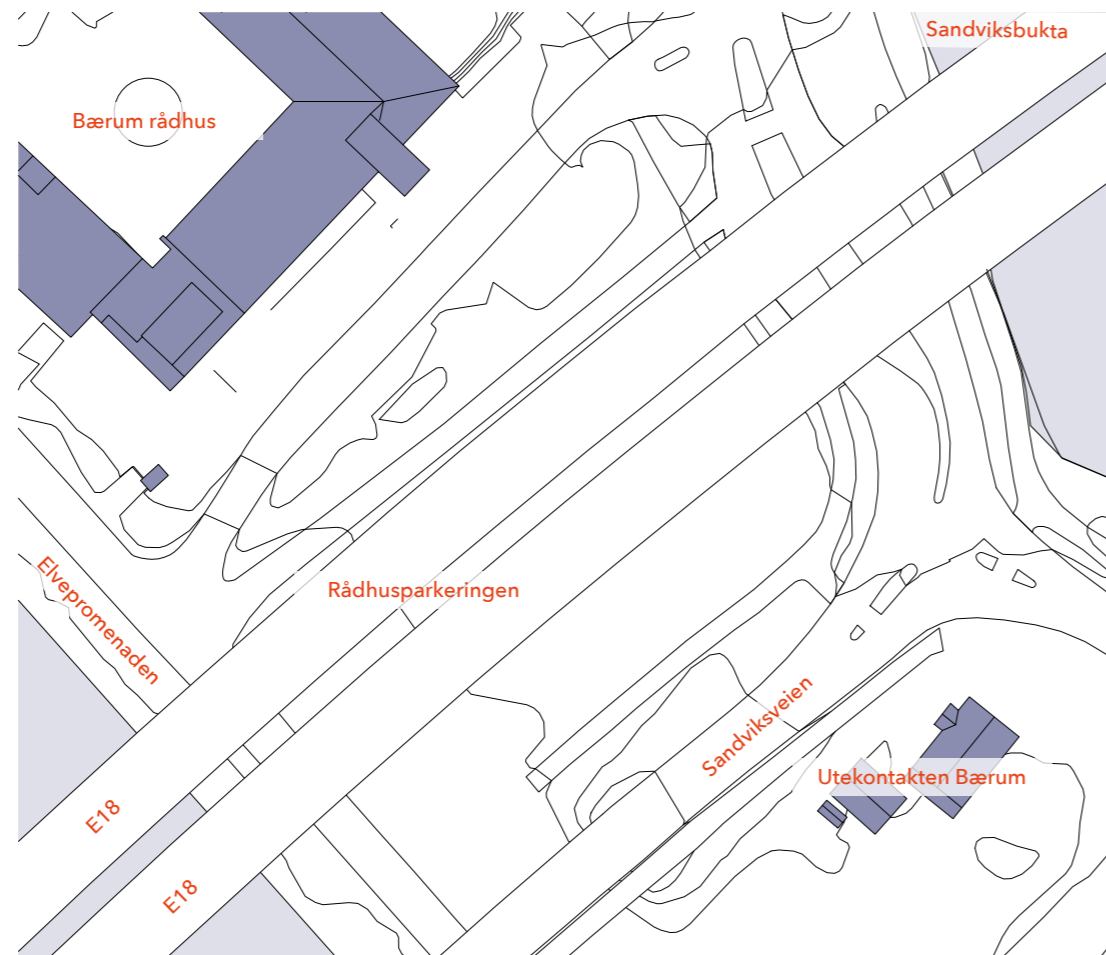 Sandviksbukta
Bærum rådhus
Elvepromenaden
Rådhusparkeringen
Sandviksveien
Utekontakten Bærum
E18
E18